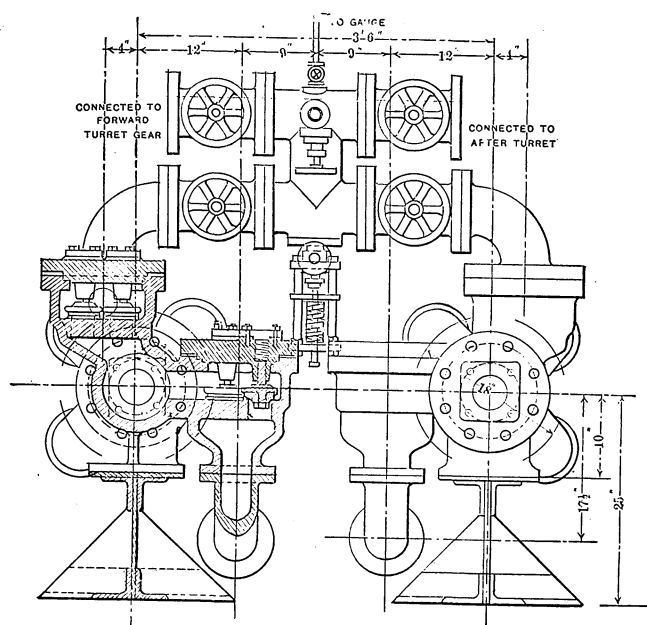 TO GAUGE
3'-6"
4" 12" 9" 9" 12 4"
CONNECTED TO
FORWARD
TURRET GEAR
CONNECTED TO
AFTER TURRET
10"
17½"
25"